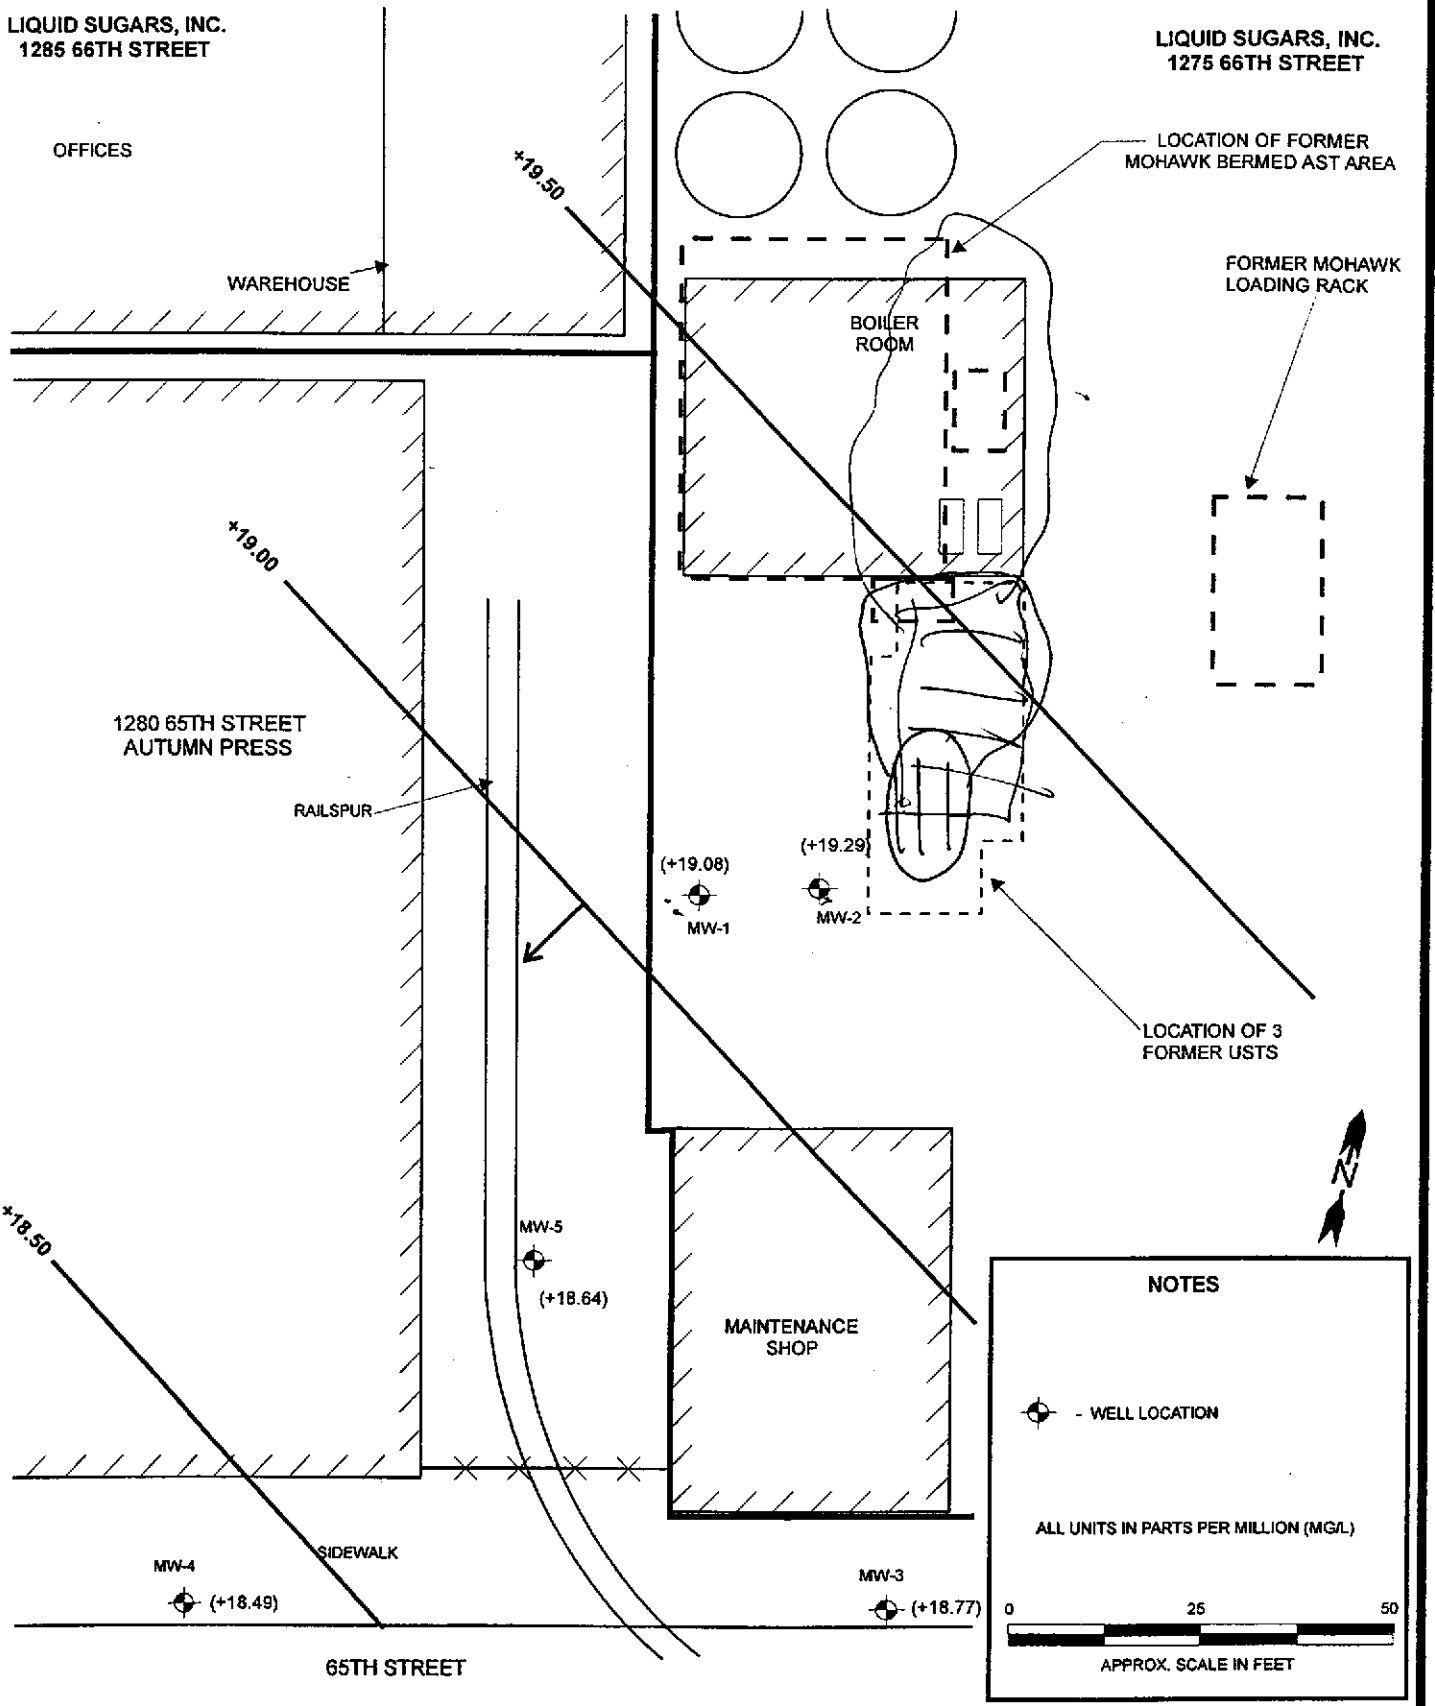 LIQUID SUGARS, INC.
1285 66TH STREET
LIQUID SUGARS, INC.
1275 66TH STREET
OFFICES
LOCATION OF FORMER
MOHAWK BERMED AST AREA
+19.50
WAREHOUSE
FORMER MOHAWK
LOADING RACK
BOILER
ROOM
+19.00
1280 65TH STREET
AUTUMN PRESS
RAILSPUR
(+19.08)
MW-1
(+19.29)
MW-2
LOCATION OF 3
FORMER USTS
N
+18.50
MW-5
(+18.64)
MAINTENANCE
SHOP
NOTES
- WELL LOCATION
ALL UNITS IN PARTS PER MILLION (MG/L)
0 25 50
APPROX. SCALE IN FEET
SIDEWALK
MW-4
(+18.49)
MW-3
(+18.77)
65TH STREET